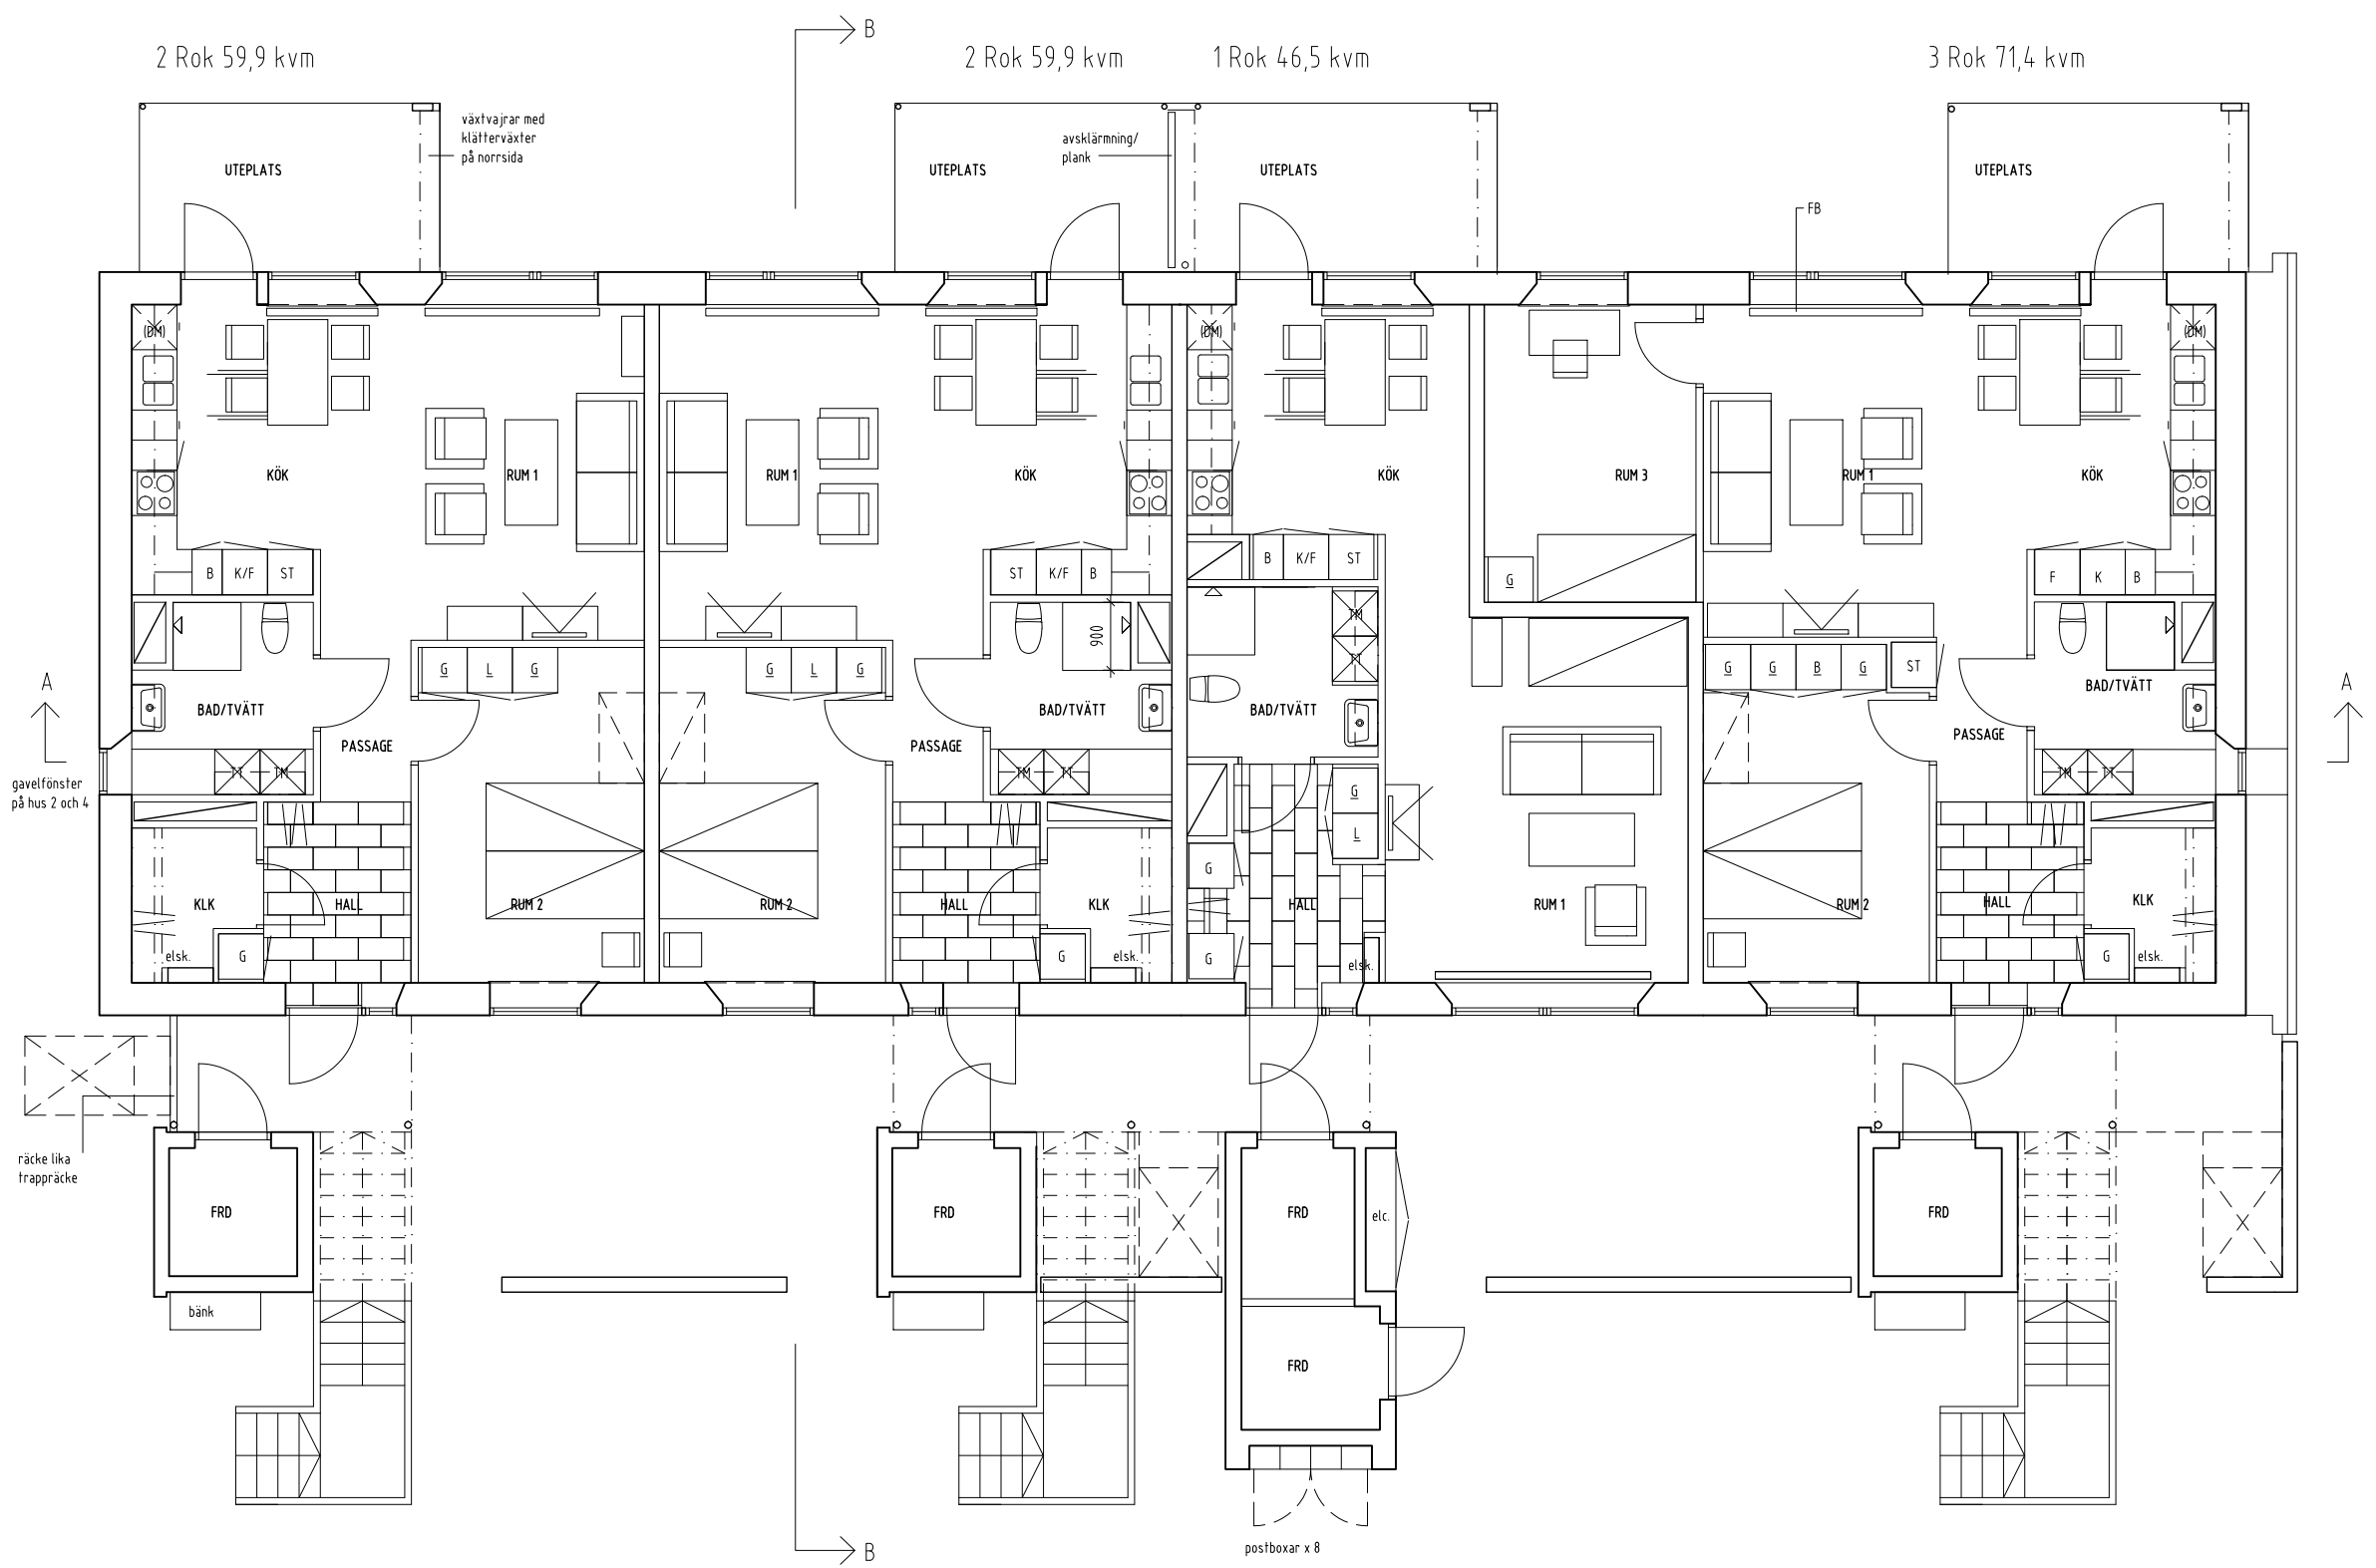 B
2 Rok 59,9 kvm
2 Rok 59,9 kvm
1 Rok 46,5 kvm
3 Rok 71,4 kvm
växtvajrar med
klätterväxter
på norrsida
avsklärmning/
plank
UTEPLATS
UTEPLATS
UTEPLATS
UTEPLATS
FB
(DM)
(DM)
(DM)
KÖK
RUM 1
RUM 1
KÖK
KÖK
RUM 3
RUM 1
KÖK
B K/F ST
ST K/F B
B K/F ST
G
F K B
900
TM
TT
G L G
G L G
G G B G ST
A
A
BAD/TVÄTT
BAD/TVÄTT
BAD/TVÄTT
BAD/TVÄTT
PASSAGE
PASSAGE
PASSAGE
gavelfönster
på hus 2 och 4
TT TM
TM TT
TM TT
G
L
G
KLK
HALL
RUM 2
RUM 2
HALL
KLK
HALL
RUM 1
RUM 2
HALL
KLK
elsk.
G
G
elsk.
G
elsk.
G
elsk.
räcke lika
trappräcke
FRD
FRD
FRD
elc.
FRD
bänk
FRD
postboxar x 8
B